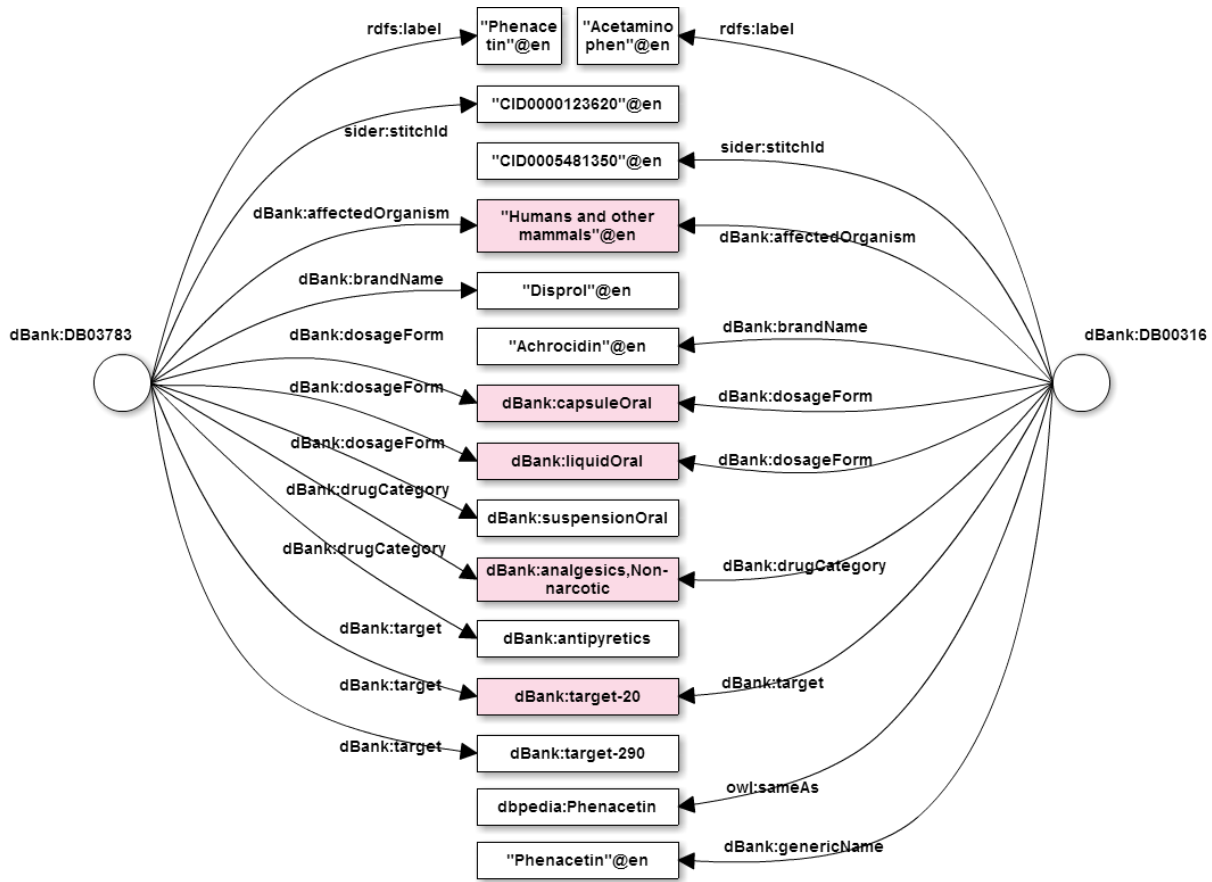 rdfs:label
"Phenace
tin"@en
"Acetamino
phen"@en
rdfs:label
"CID0000123620"@en
sider:stitchId
"CID0005481350"@en
sider:stitchId
dBank:affectedOrganism
"Humans and other
mammals"@en
dBank:affectedOrganism
dBank:brandName
"Disprol"@en
dBank:DB03783
dBank:dosageForm
"Achrocidin"@en
dBank:brandName
dBank:DB00316
dBank:dosageForm
dBank:capsuleOral
dBank:dosageForm
dBank:dosageForm
dBank:liquidOral
dBank:dosageForm
dBank:drugCategory
dBank:suspensionOral
dBank:drugCategory
dBank:analgesics,Non-
narcotic
dBank:drugCategory
dBank:target
dBank:antipyretics
dBank:target
dBank:target-20
dBank:target
dBank:target
dBank:target-290
dbpedia:Phenacetin
owl:sameAs
"Phenacetin"@en
dBank:genericName